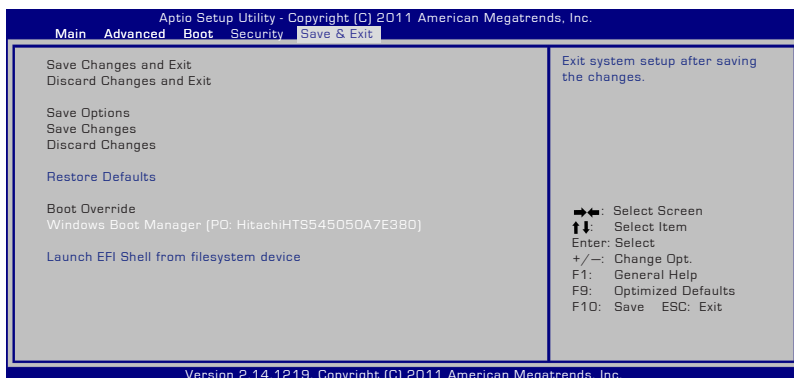 Aptio Setup Utility - Copyright (C) 2011 American Megatrends, Inc.
Main Advanced Boot Security Save & Exit
Save Changes and Exit
Discard Changes and Exit
Save Options
Save Changes
Discard Changes
Restore Defaults
Boot Override
Windows Boot Manager (PO: HitachiHTS545050A7E380)
Launch EFI Shell from filesystem device
Exit system setup after saving
the changes.
→←: Select Screen
↑↓: Select Item
Enter: Select
+/—: Change Opt.
F1: General Help
F9: Optimized Defaults
F10: Save ESC: Exit
Version 2.14.1219. Copyright (C) 2011 American Megatrends, Inc.